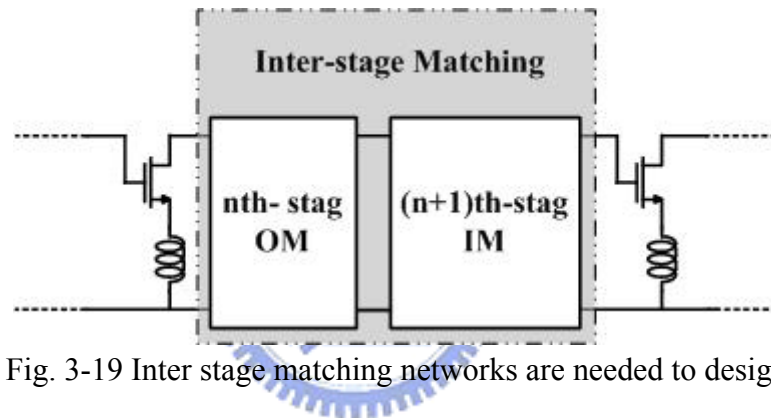 Inter-stage Matching
nth- stag
OM
(n+1)th-stag
IM
Fig. 3-19 Inter stage matching networks are needed to desig